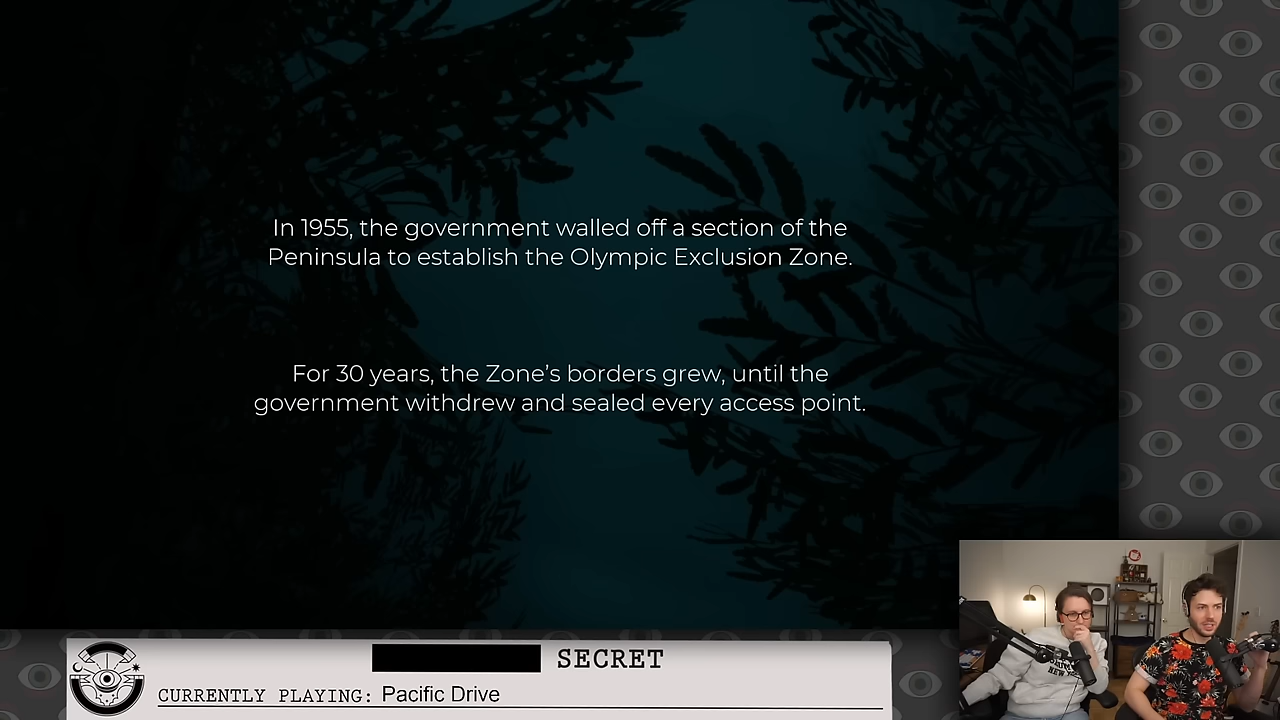 In 1955, the government walled off a section of the
Peninsula to establish the Olympic Exclusion Zone.
For 30 years, the Zone’s borders grew, until the
government withdrew and sealed every access point.
SECRET
CURRENTLY PLAYING: Pacific Drive